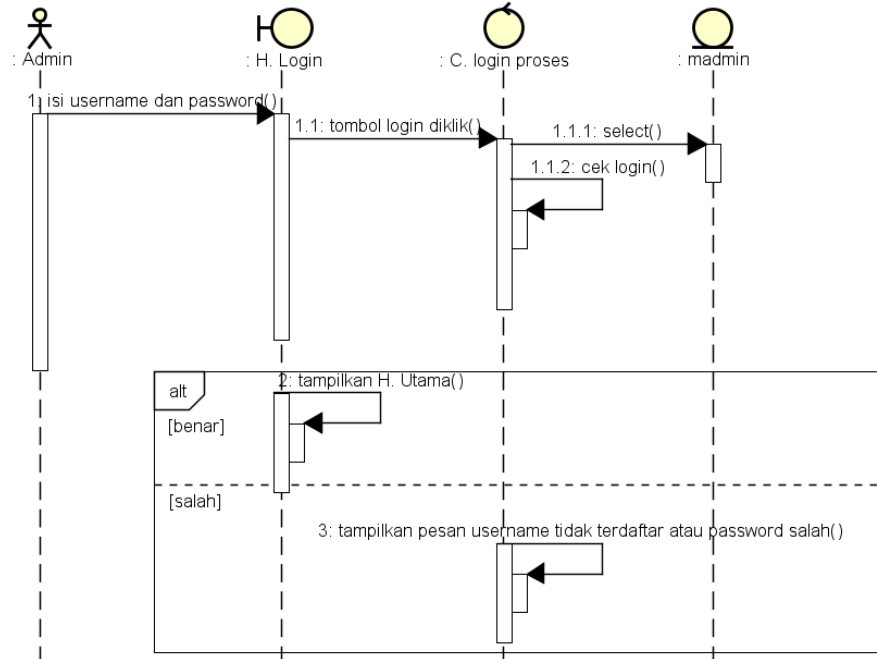 : Admin
: H. Login
: C. login proses
: madmin
1: isi username dan password()
1.1: tombol login diklik()
1.1.1: select()
1.1.2: cek login()
alt
2: tampilkan H. Utama()
[benar]
[salah]
3: tampilkan pesan username tidak terdaftar atau password salah()